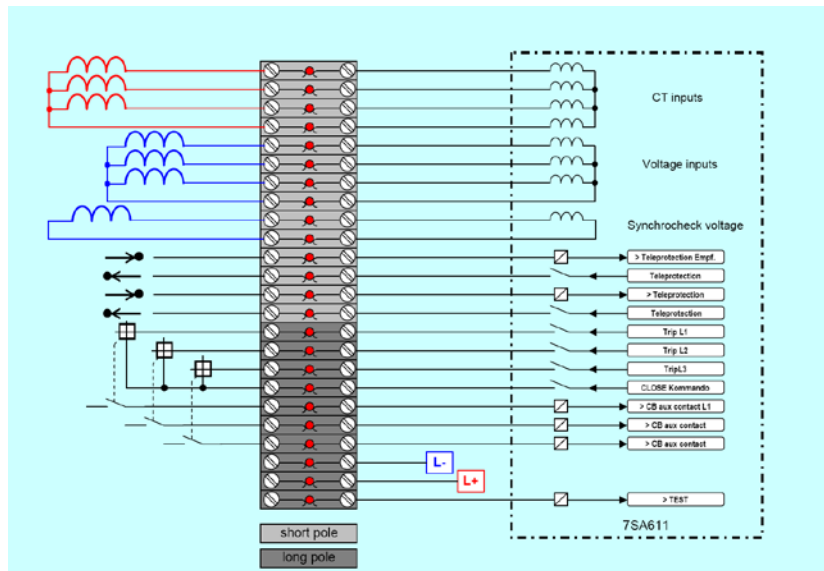 CT inputs
Voltage inputs
Synchrocheck voltage
> Teleprotection Empf.
Teleprotection
> Teleprotection
Teleprotection
Trip L1
Trip L2
TripL3
CLOSE Kommando
> CB aux contact L1
> CB aux contact
> CB aux contact
L-
L+
> TEST
7SA611
short pole
long pole